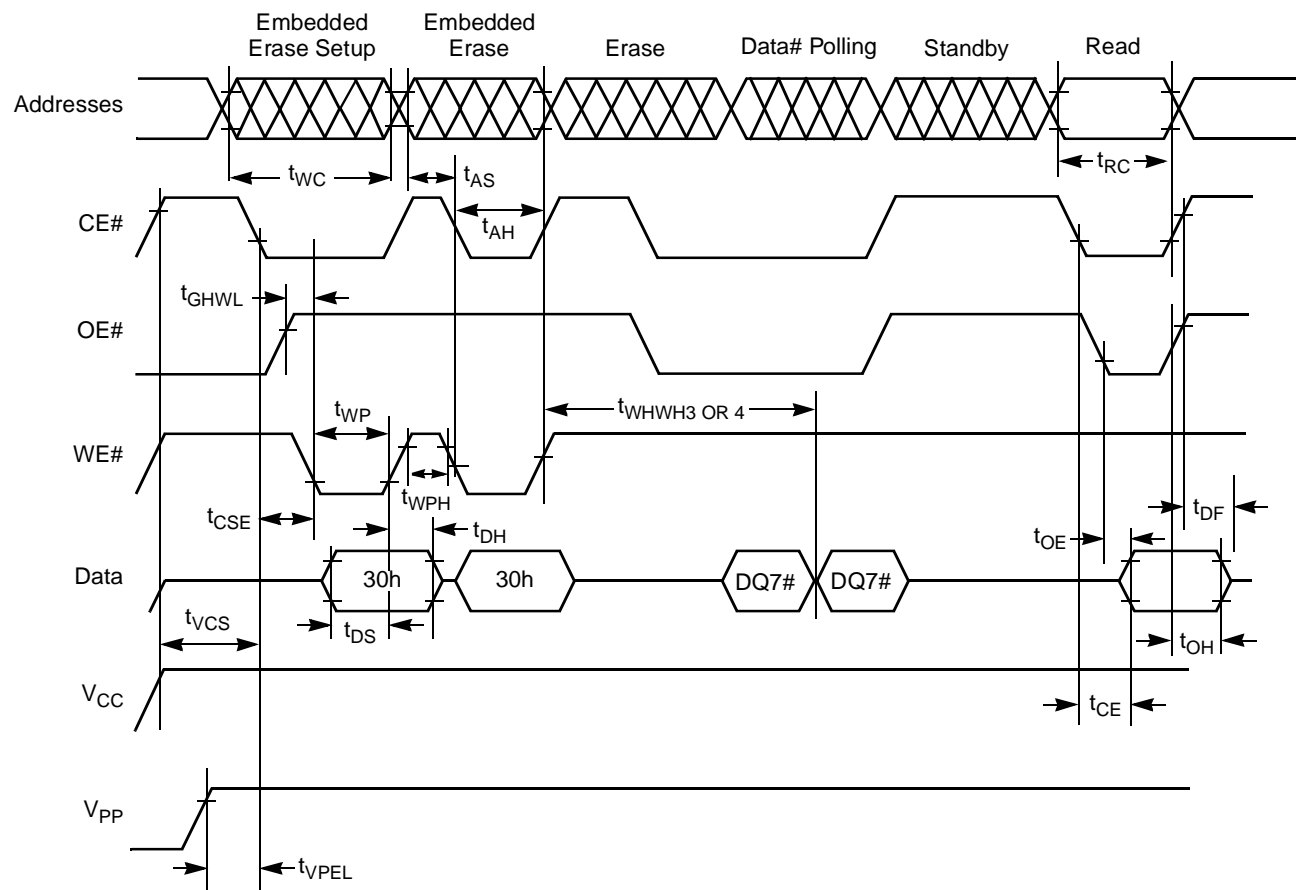 Embedded
Erase Setup
Embedded
Erase
Erase
Data# Polling
Standby
Read
Addresses
tWC
tAS
tRC
CE#
tAH
tGHWL
OE#
tWP
tWHWH3 OR 4
WE#
tWPH
tCSE
tDH
tDF
tOE
Data
30h
30h
DQ7#
DQ7#
tVCS
tDS
tOH
VCC
tCE
VPP
tVPEL